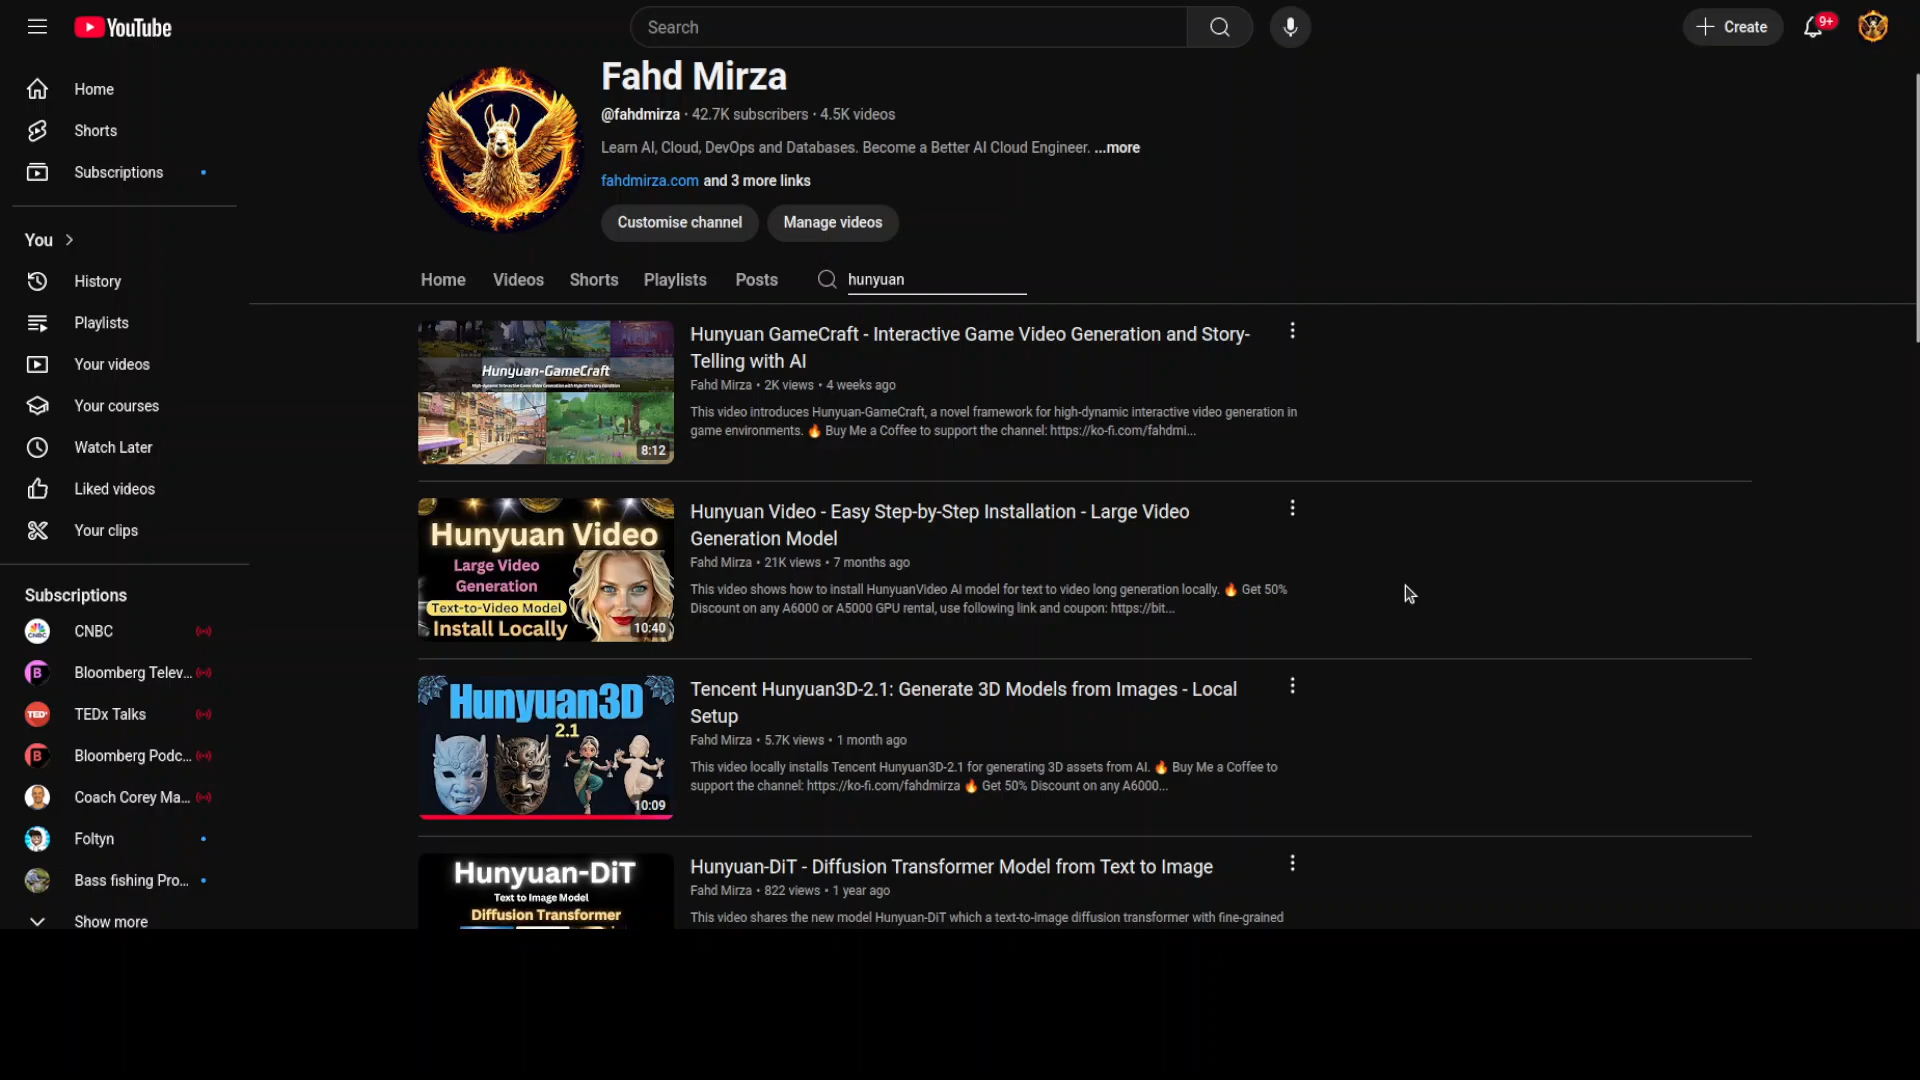 YouTube
Search
Create
9+
Home
Shorts
Subscriptions
You
History
Playlists
Your videos
Your courses
Watch Later
Liked videos
Your clips
Subscriptions
CNBC
Bloomberg Telev...
TEDx Talks
Bloomberg Podc...
Coach Corey Ma...
Foltyn
Bass fishing Pro...
Show more
Fahd Mirza
@fahdmirza · 42.7K subscribers · 4.5K videos
Learn AI, Cloud, DevOps and Databases. Become a Better AI Cloud Engineer. ...more
fahdmirza.com and 3 more links
Customise channel
Manage videos
Home
Videos
Shorts
Playlists
Posts
hunyuan
Hunyuan-GameCraft
8:12
Hunyuan GameCraft - Interactive Game Video Generation and Story-
Telling with AI
Fahd Mirza • 2K views • 4 weeks ago
This video introduces Hunyuan-GameCraft, a novel framework for high-dynamic interactive video generation in
game environments. 🔥 Buy Me a Coffee to support the channel: https://ko-fi.com/fahdmi...
Hunyuan Video
Large Video
Generation
Text-to-Video Model
Install Locally
10:40
Hunyuan Video - Easy Step-by-Step Installation - Large Video
Generation Model
Fahd Mirza • 21K views • 7 months ago
This video shows how to install HunyuanVideo AI model for text to video long generation locally. 🔥 Get 50%
Discount on any A6000 or A5000 GPU rental, use following link and coupon: https://bit...
Hunyuan3D
2.1
10:09
Tencent Hunyuan3D-2.1: Generate 3D Models from Images - Local
Setup
Fahd Mirza • 5.7K views • 1 month ago
This video locally installs Tencent Hunyuan3D-2.1 for generating 3D assets from AI. 🔥 Buy Me a Coffee to
support the channel: https://ko-fi.com/fahdmirza 🔥 Get 50% Discount on any A6000...
Hunyuan-DiT
Text to Image Model
Diffusion Transformer
Hunyuan-DiT - Diffusion Transformer Model from Text to Image
Fahd Mirza • 822 views • 1 year ago
This video shares the new model Hunyuan-DiT which a text-to-image diffusion transformer with fine-grained